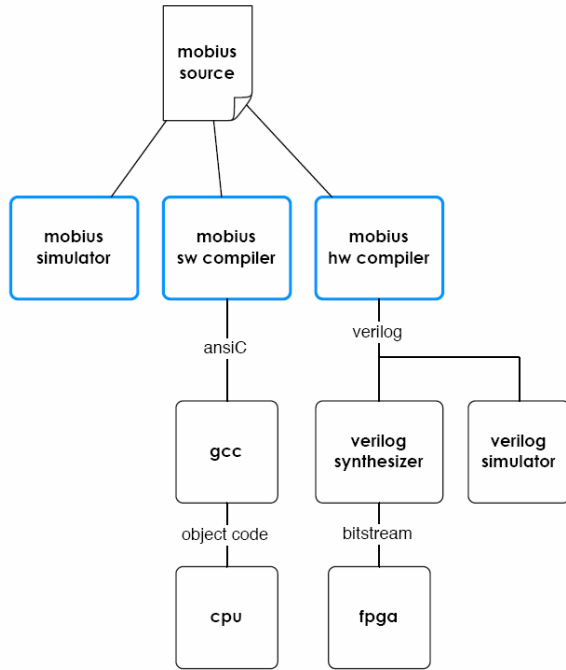 mobius
source
mobius
simulator
mobius
sw compiler
mobius
hw compiler
ansiC
verilog
gcc
verilog
synthesizer
verilog
simulator
object code
bitstream
cpu
fpga